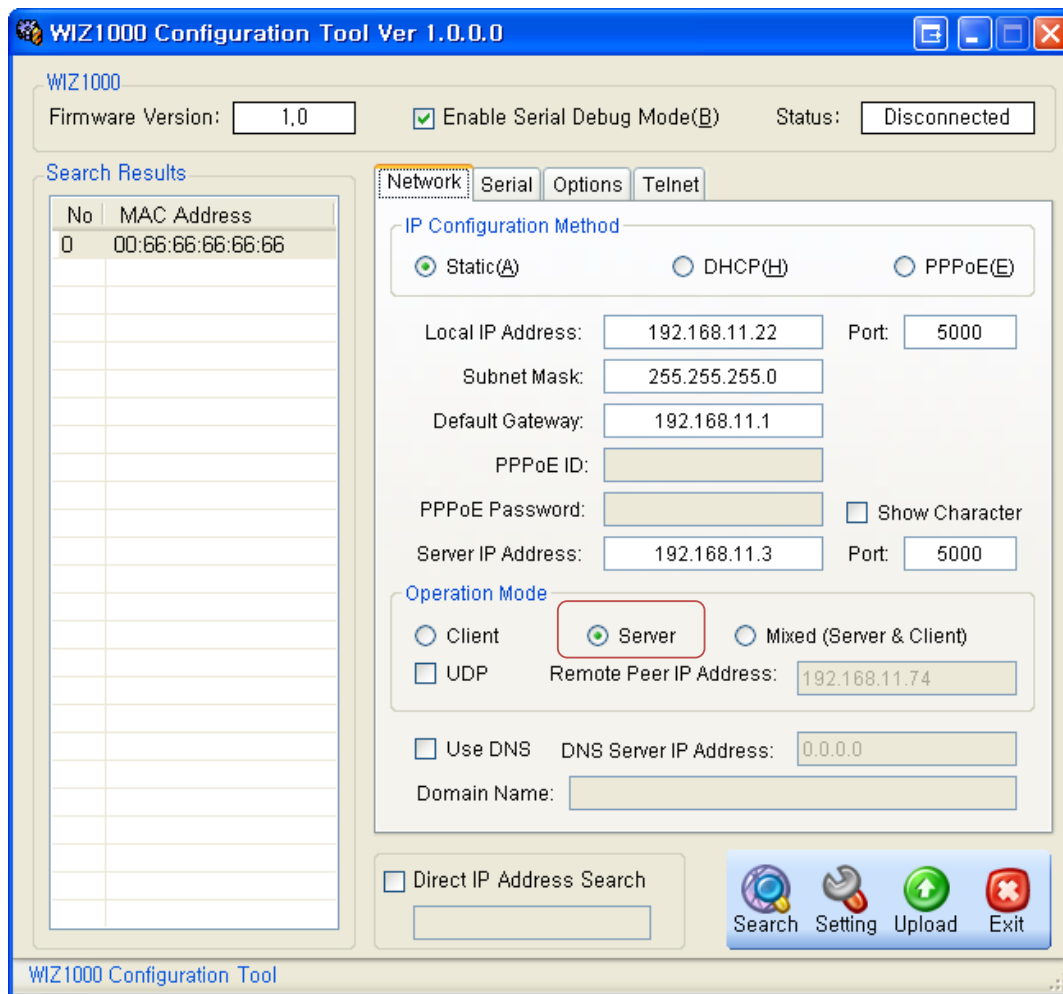 WIZ1000 Configuration Tool Ver 1.0.0.0
WIZ1000
Firmware Version: 1.0 Enable Serial Debug Mode(B) Status: Disconnected
Search Results
No MAC Address
0 00:66:66:66:66:66
Network Serial Options Telnet
IP Configuration Method
Static(A) DHCP(H) PPPoE(E)
Local IP Address: 192.168.11.22 Port: 5000
Subnet Mask: 255.255.255.0
Default Gateway: 192.168.11.1
PPPoE ID:
PPPoE Password: Show Character
Server IP Address: 192.168.11.3 Port: 5000
Operation Mode
Client Server Mixed (Server & Client)
UDP Remote Peer IP Address: 192.168.11.74
Use DNS DNS Server IP Address: 0.0.0.0
Domain Name:
Direct IP Address Search
Search Setting Upload Exit
WIZ1000 Configuration Tool